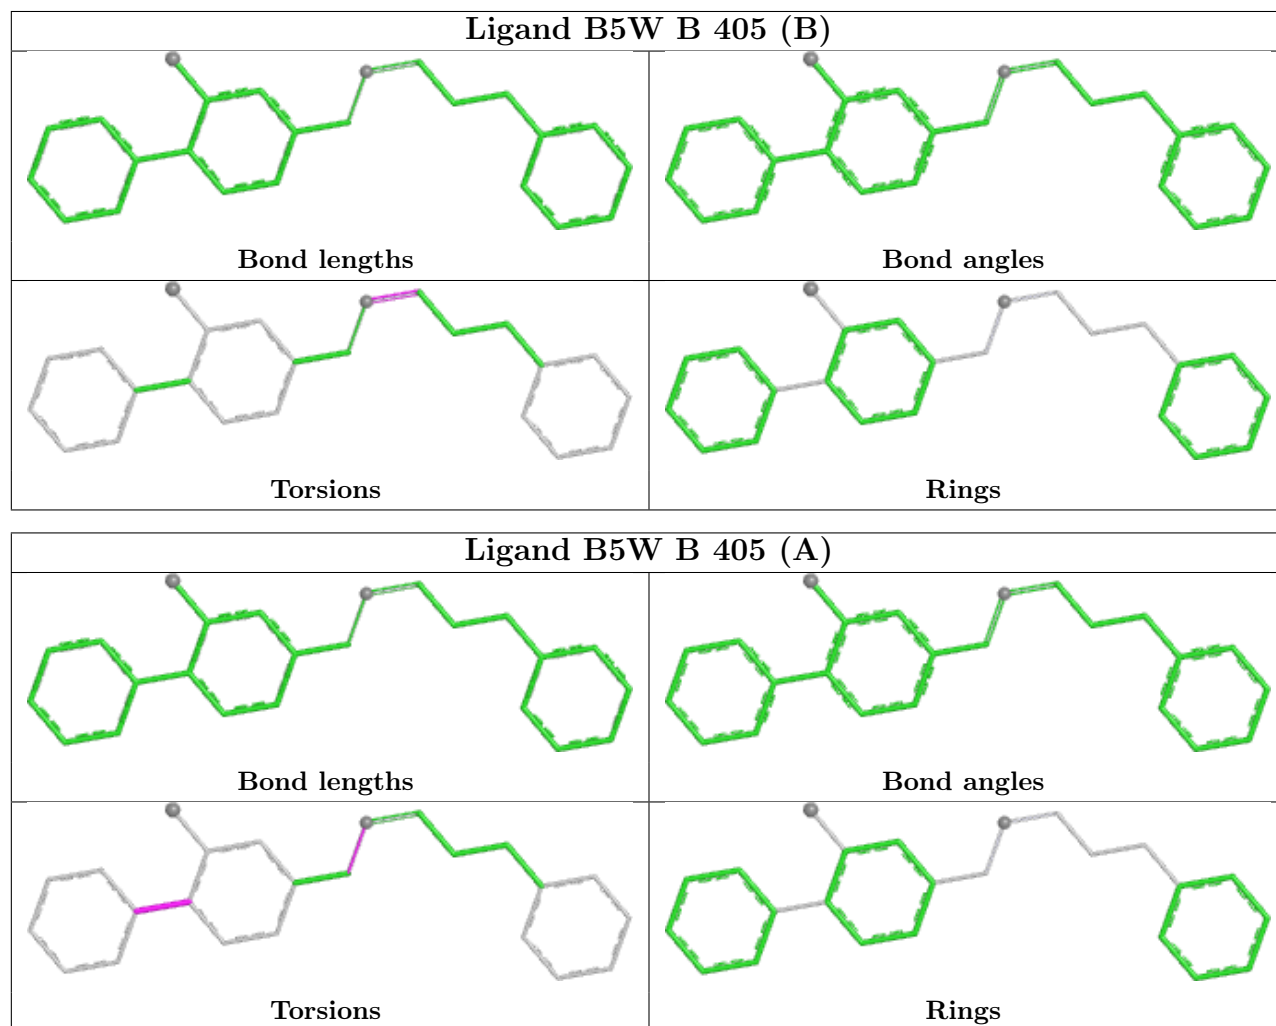 Ligand B5W B 405 (B)
Bond lengths
Bond angles
Torsions
Rings
Ligand B5W B 405 (A)
Bond lengths
Bond angles
Torsions
Rings